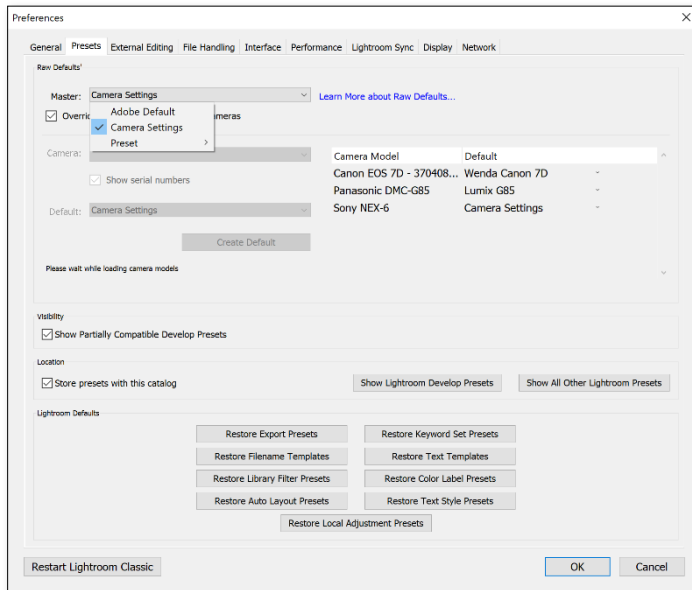 Preferences
General Presets External Editing File Handling Interface Performance Lightroom Sync Display Network
Raw Defaults'
Master: Camera Settings Learn More about Raw Defaults...
Adobe Default
Camera Settings
Preset
Camera:
Show serial numbers
Default: Camera Settings
Create Default
Please wait while loading camera models
Camera Model Default
Canon EOS 7D - 370408... Wenda Canon 7D
Panasonic DMC-G85 Lumix G85
Sony NEX-6 Camera Settings
Visibility
Show Partially Compatible Develop Presets
Location
Store presets with this catalog Show Lightroom Develop Presets Show All Other Lightroom Presets
Lightroom Defaults
Restore Export Presets Restore Keyword Set Presets
Restore Filename Templates Restore Text Templates
Restore Library Filter Presets Restore Color Label Presets
Restore Auto Layout Presets Restore Text Style Presets
Restore Local Adjustment Presets
Restart Lightroom Classic OK Cancel